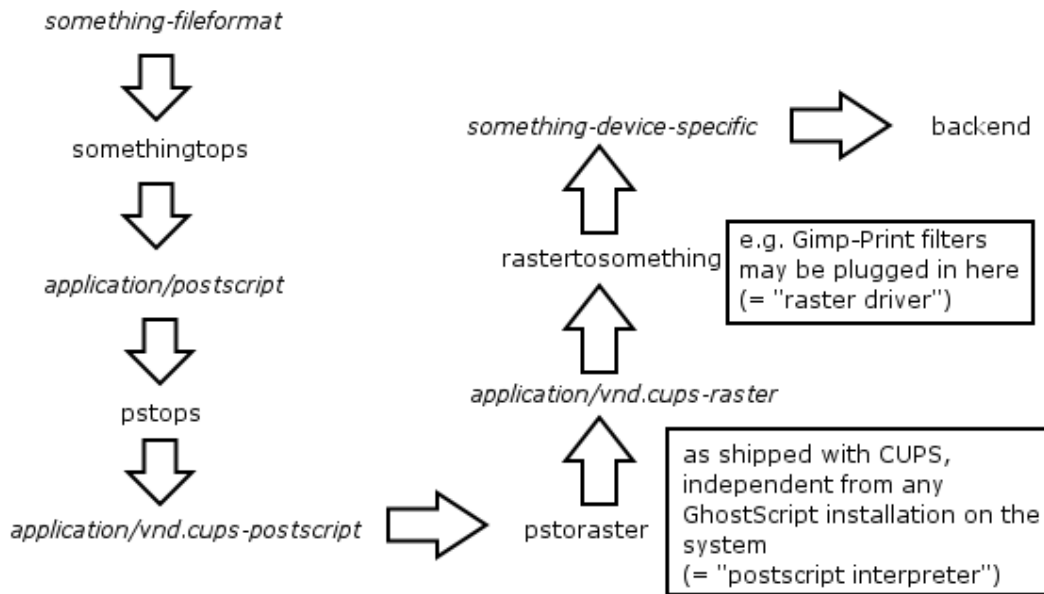 something-fileformat
somethingtops
application/postscript
pstops
application/vnd.cups-postscript
pstoraster
as shipped with CUPS,
independent from any
GhostScript installation on the
system
(= "postscript interpreter")
application/vnd.cups-raster
rastertosomething
e.g. Gimp-Print filters
may be plugged in here
(= "raster driver")
something-device-specific
backend